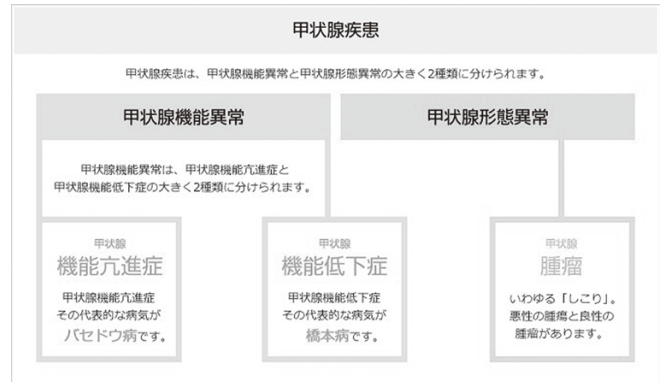 甲状腺疾患
甲状腺疾患は、甲状腺機能異常と甲状腺形態異常の大きく2種類に分けられます。
甲状腺機能異常
甲状腺形態異常
甲状腺機能異常は、甲状腺機能亢進症と
甲状腺機能低下症の大きく2種類に分けられます。
甲状腺
機能亢進症
甲状腺機能亢進症
その代表的な病気が
バセドウ病です。
甲状腺
機能低下症
甲状腺機能低下症
その代表的な病気が
橋本病です。
甲状腺
腫瘤
いわゆる「しこり」。
悪性の腫瘍と良性の
腫瘤があります。